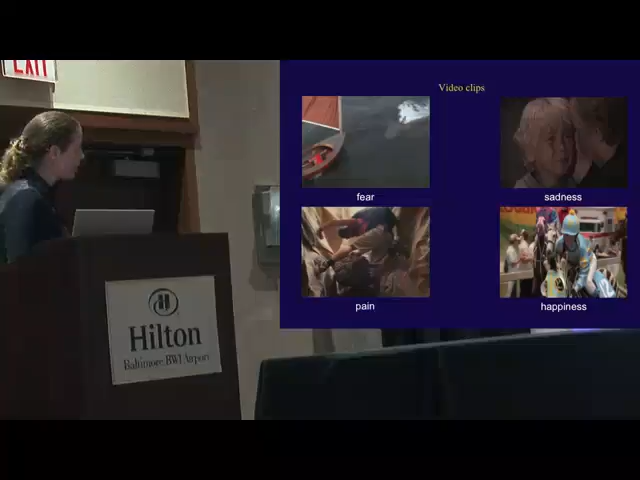 EXIT
Video clips
fear
sadness
pain
happiness
Hilton
Baltimore BWI Airport